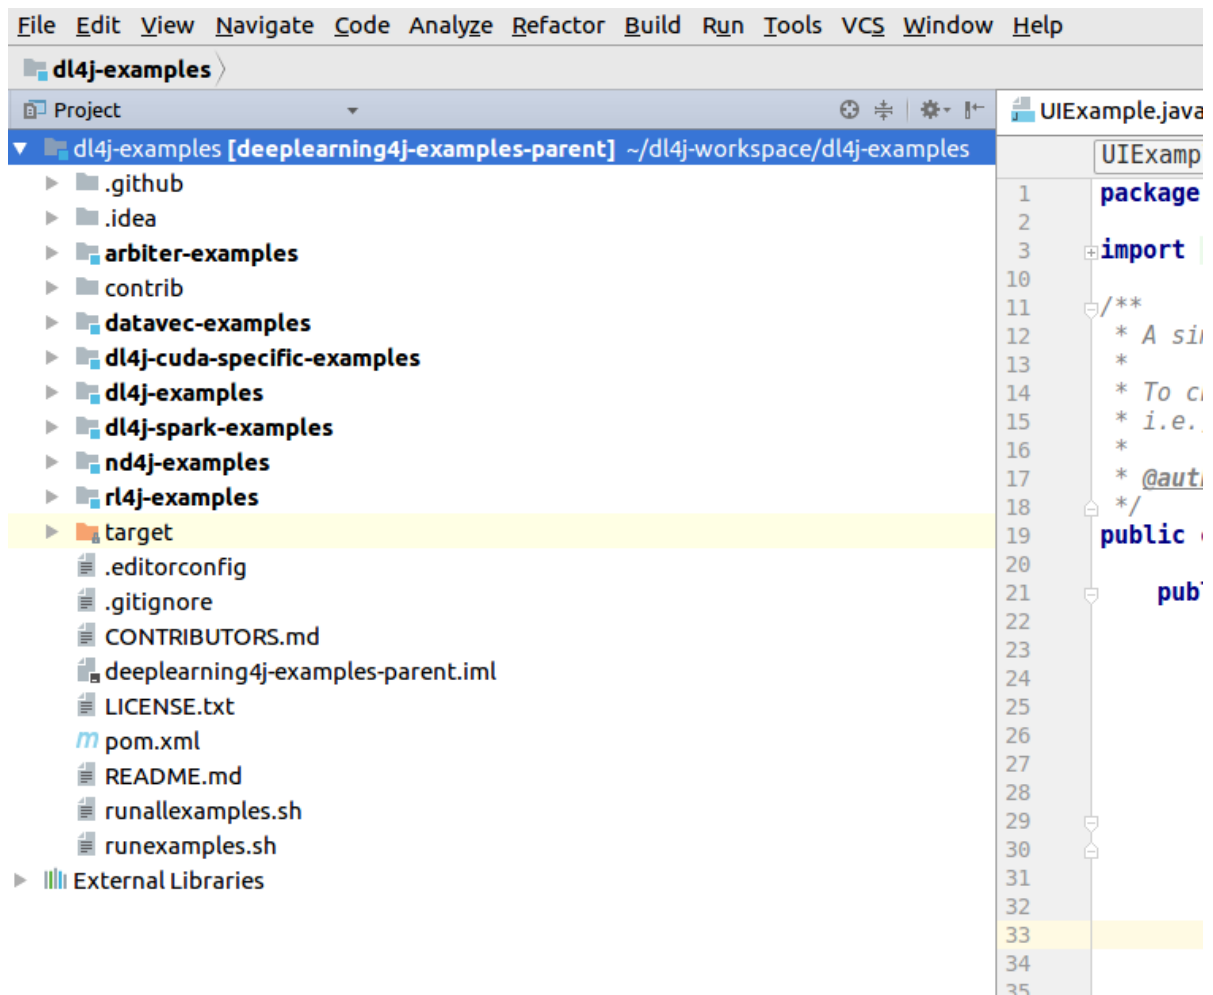 File Edit View Navigate Code Analyze Refactor Build Run Tools VCS Window Help
dl4j-examples
Project
UIExample.java
dl4j-examples [deeplearning4j-examples-parent] ~/dl4j-workspace/dl4j-examples
.github
.idea
arbiter-examples
contrib
datavec-examples
dl4j-cuda-specific-examples
dl4j-examples
dl4j-spark-examples
nd4j-examples
rl4j-examples
target
.editorconfig
.gitignore
CONTRIBUTORS.md
deeplearning4j-examples-parent.iml
LICENSE.txt
pom.xml
README.md
runallexamples.sh
runexamples.sh
External Libraries
UIExamp
1 package
2
3 import
10
11 /**
12 * A
13 *
14 * To
15 * i.e.
16 *
17 *
18 */
19 public
20
21
22
23
24
25
26
27
28
29
30
31
32
33
34
35